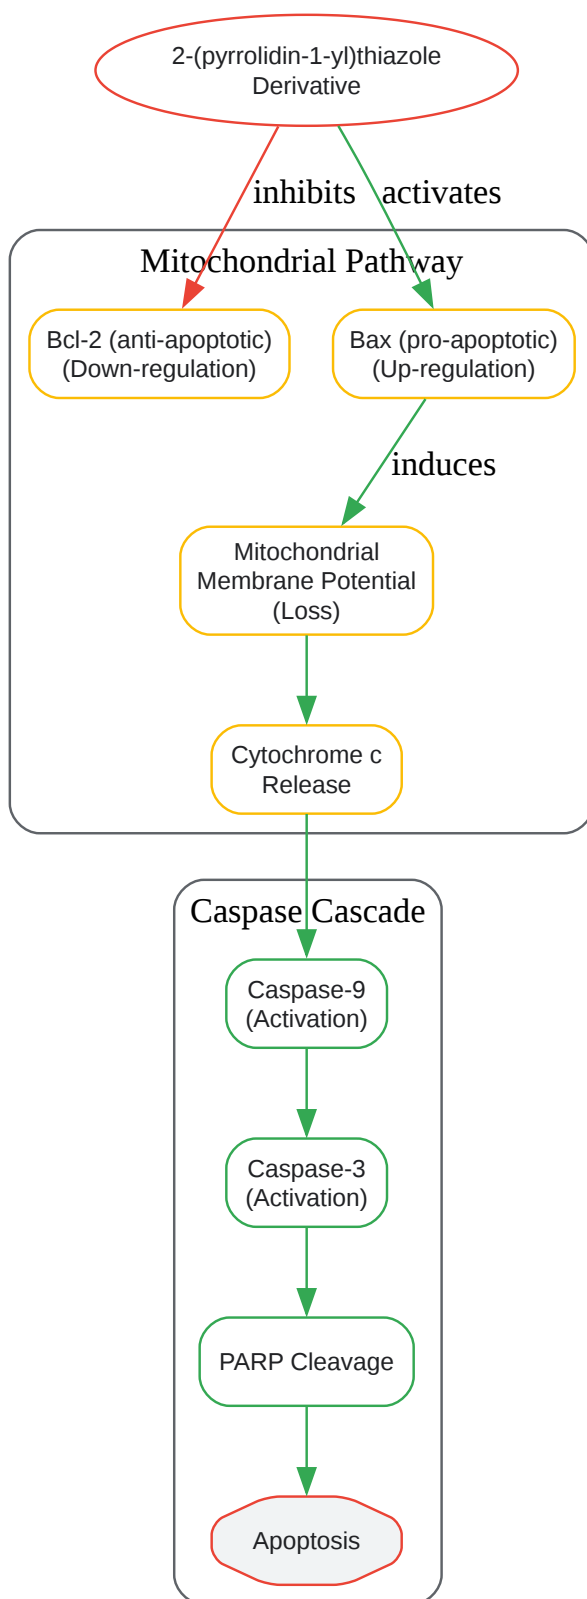 2-(pyrrolidin-1-yl)thiazole
Derivative
inhibits
activates
Mitochondrial Pathway
Bcl-2 (anti-apoptotic)
(Down-regulation)
Bax (pro-apoptotic)
(Up-regulation)
induces
Mitochondrial
Membrane Potential
(Loss)
Cytochrome c
Release
Caspase Cascade
Caspase-9
(Activation)
Caspase-3
(Activation)
PARP Cleavage
Apoptosis